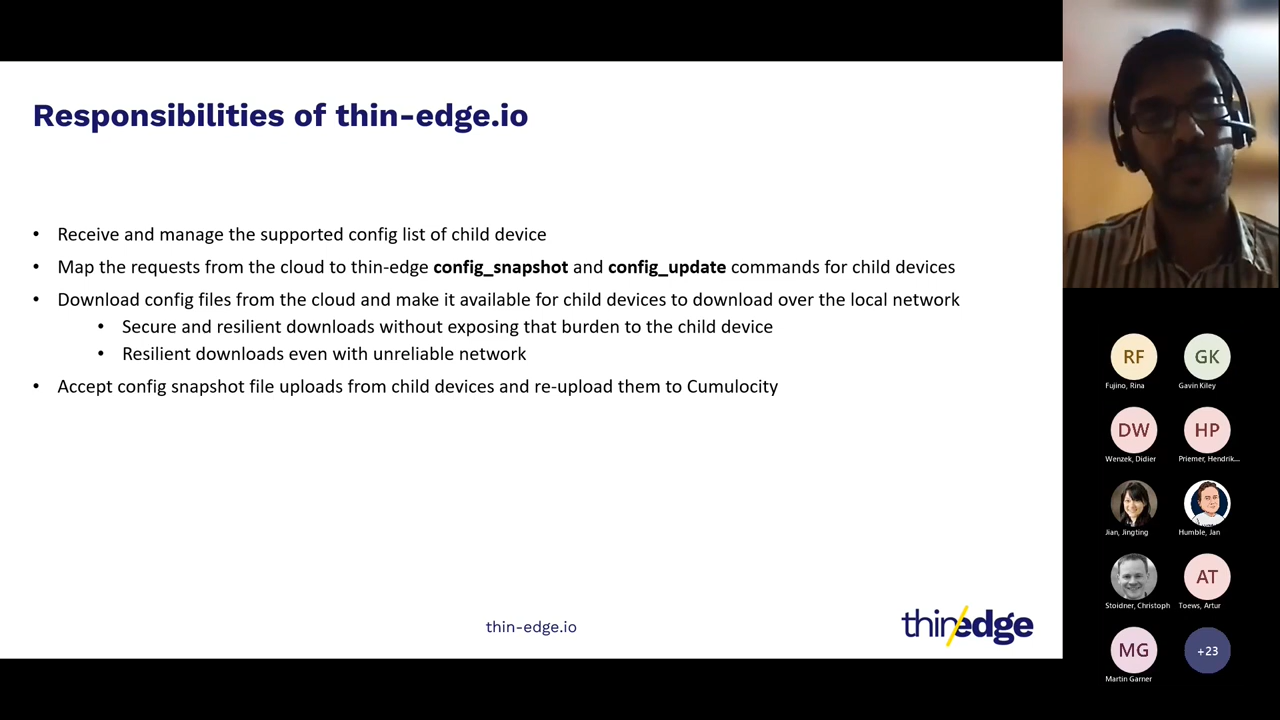 Responsibilities of thin-edge.io
• Receive and manage the supported config list of child device
• Map the requests from the cloud to thin-edge config_snapshot and config_update commands for child devices
• Download config files from the cloud and make it available for child devices to download over the local network
• Secure and resilient downloads without exposing that burden to the child device
• Resilient downloads even with unreliable network
• Accept config snapshot file uploads from child devices and re-upload them to Cumulocity
thin-edge.io
thin/edge
RF
Fujino, Rina
GK
Gavin Kiley
DW
Wenzek, Didier
HP
Priemer, Hendrik...
Jian, Jingting
Humble, Jan
Stoidner, Christoph
AT
Toews, Artur
MG
Martin Garner
+23